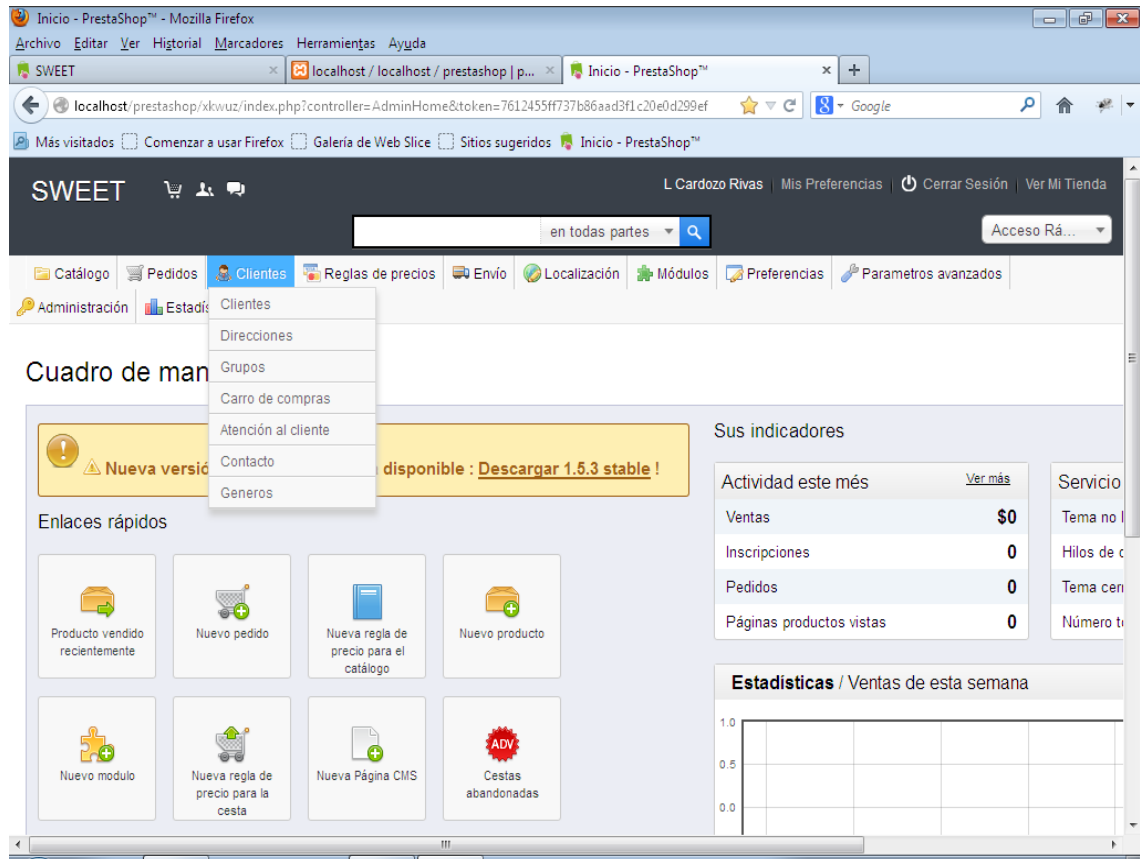 Inicio - PrestaShop™ - Mozilla Firefox
Archivo Editar Ver Historial Marcadores Herramientas Ayuda
SWEET localhost / localhost / prestashop | p... Inicio - PrestaShop™
localhost/prestashop/xkwuz/index.php?controller=AdminHome&token=7612455ff737b86aad3f1c20e0d299ef Google
Más visitados Comenzar a usar Firefox Galería de Web Slice Sitios sugeridos Inicio - PrestaShop™
SWEET L Cardozo Rivas Mis Preferencias Cerrar Sesión Ver Mi Tienda
en todas partes Acceso Rá...
Catálogo Pedidos Clientes Reglas de precios Envío Localización Módulos Preferencias Parametros avanzados
Administración Estadís
Clientes
Direcciones
Grupos
Carro de compras
Atención al cliente
Contacto
Generos
Cuadro de man
Nueva versió disponible : Descargar 1.5.3 stable !
Enlaces rápidos
Producto vendido
recientemente
Nuevo pedido
Nueva regla de
precio para el
catálogo
Nuevo producto
Nuevo modulo
Nueva regla de
precio para la
cesta
Nueva Página CMS
ADV
Cestas
abandonadas
Sus indicadores
Actividad este més Ver más
Ventas $0
Inscripciones 0
Pedidos 0
Páginas productos vistas 0
Servicio
Tema no
Hilos de
Tema cer
Número t
Estadísticas / Ventas de esta semana
1.0
0.5
0.0